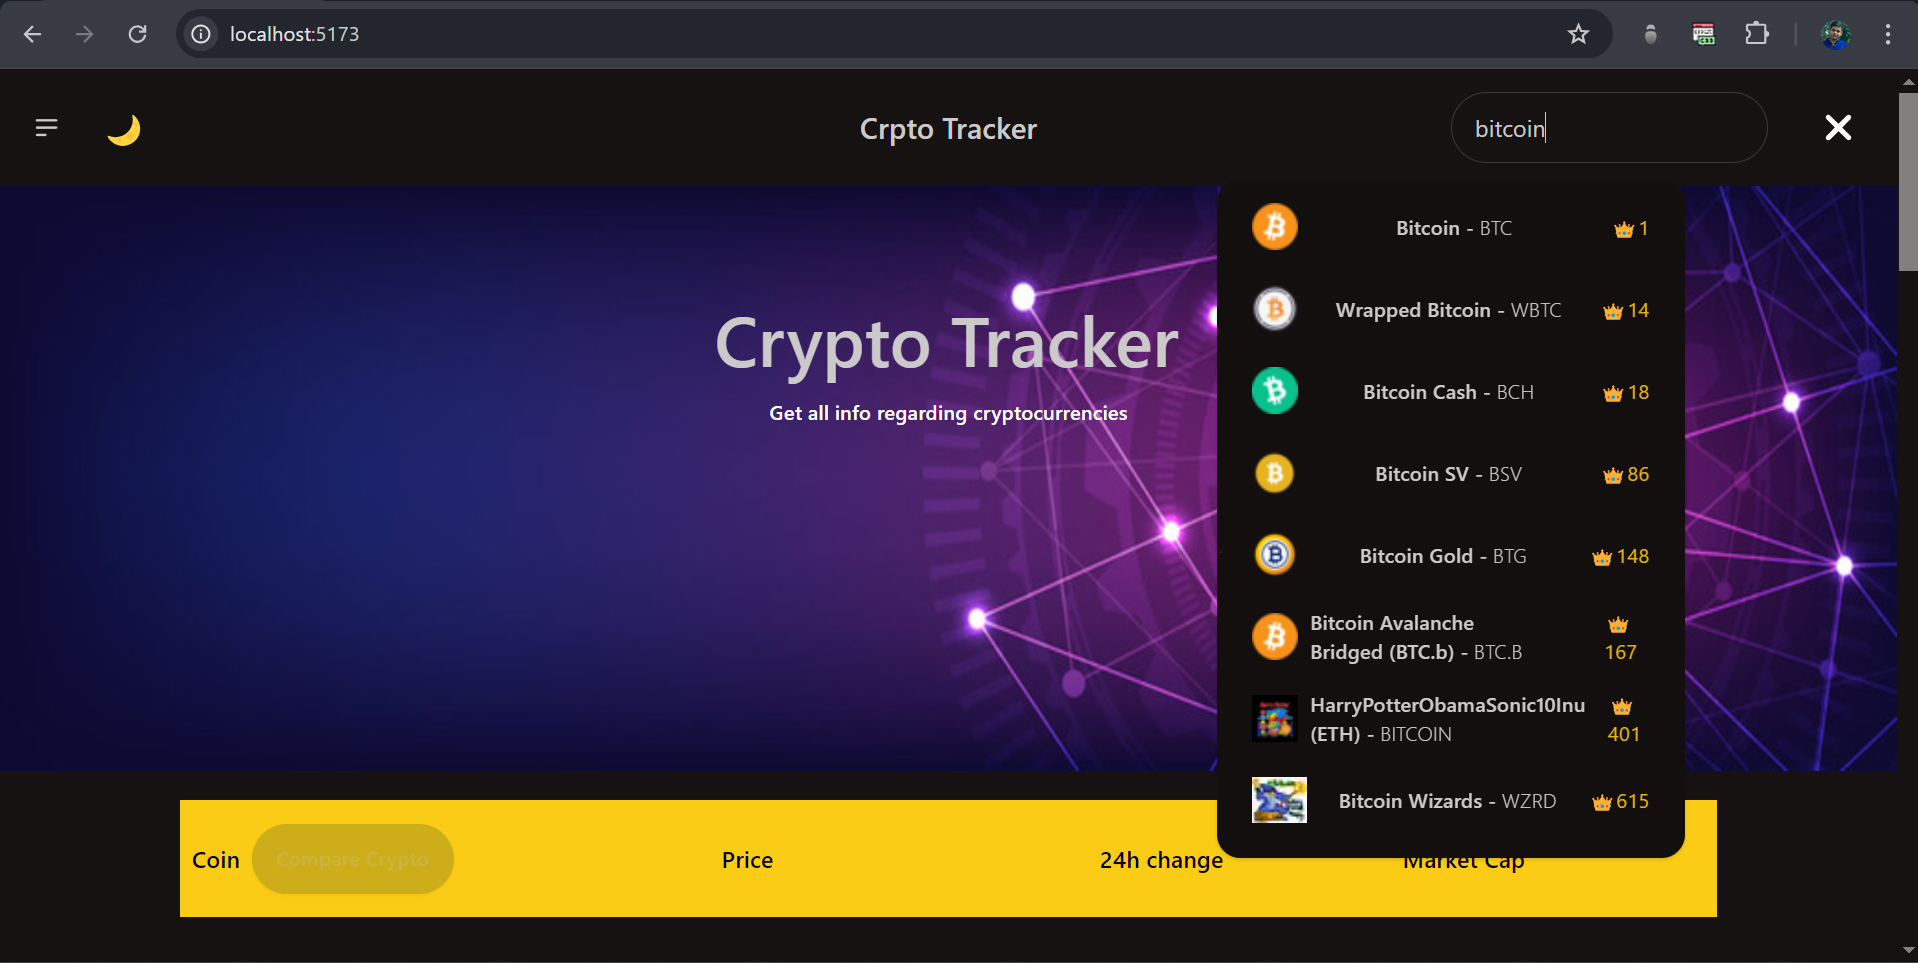 localhost:5173
Crpto Tracker
bitcoin
Bitcoin - BTC 1
Wrapped Bitcoin - WBTC 14
Bitcoin Cash - BCH 18
Bitcoin SV - BSV 86
Bitcoin Gold - BTG 148
Bitcoin Avalanche
Bridged (BTC.b) - BTC.B 167
HarryPotterObamaSonic10Inu
(ETH) - BITCOIN 401
Bitcoin Wizards - WZRD 615
Crypto Tracker
Get all info regarding cryptocurrencies
Coin Compare Crypto Price 24h change Market Cap